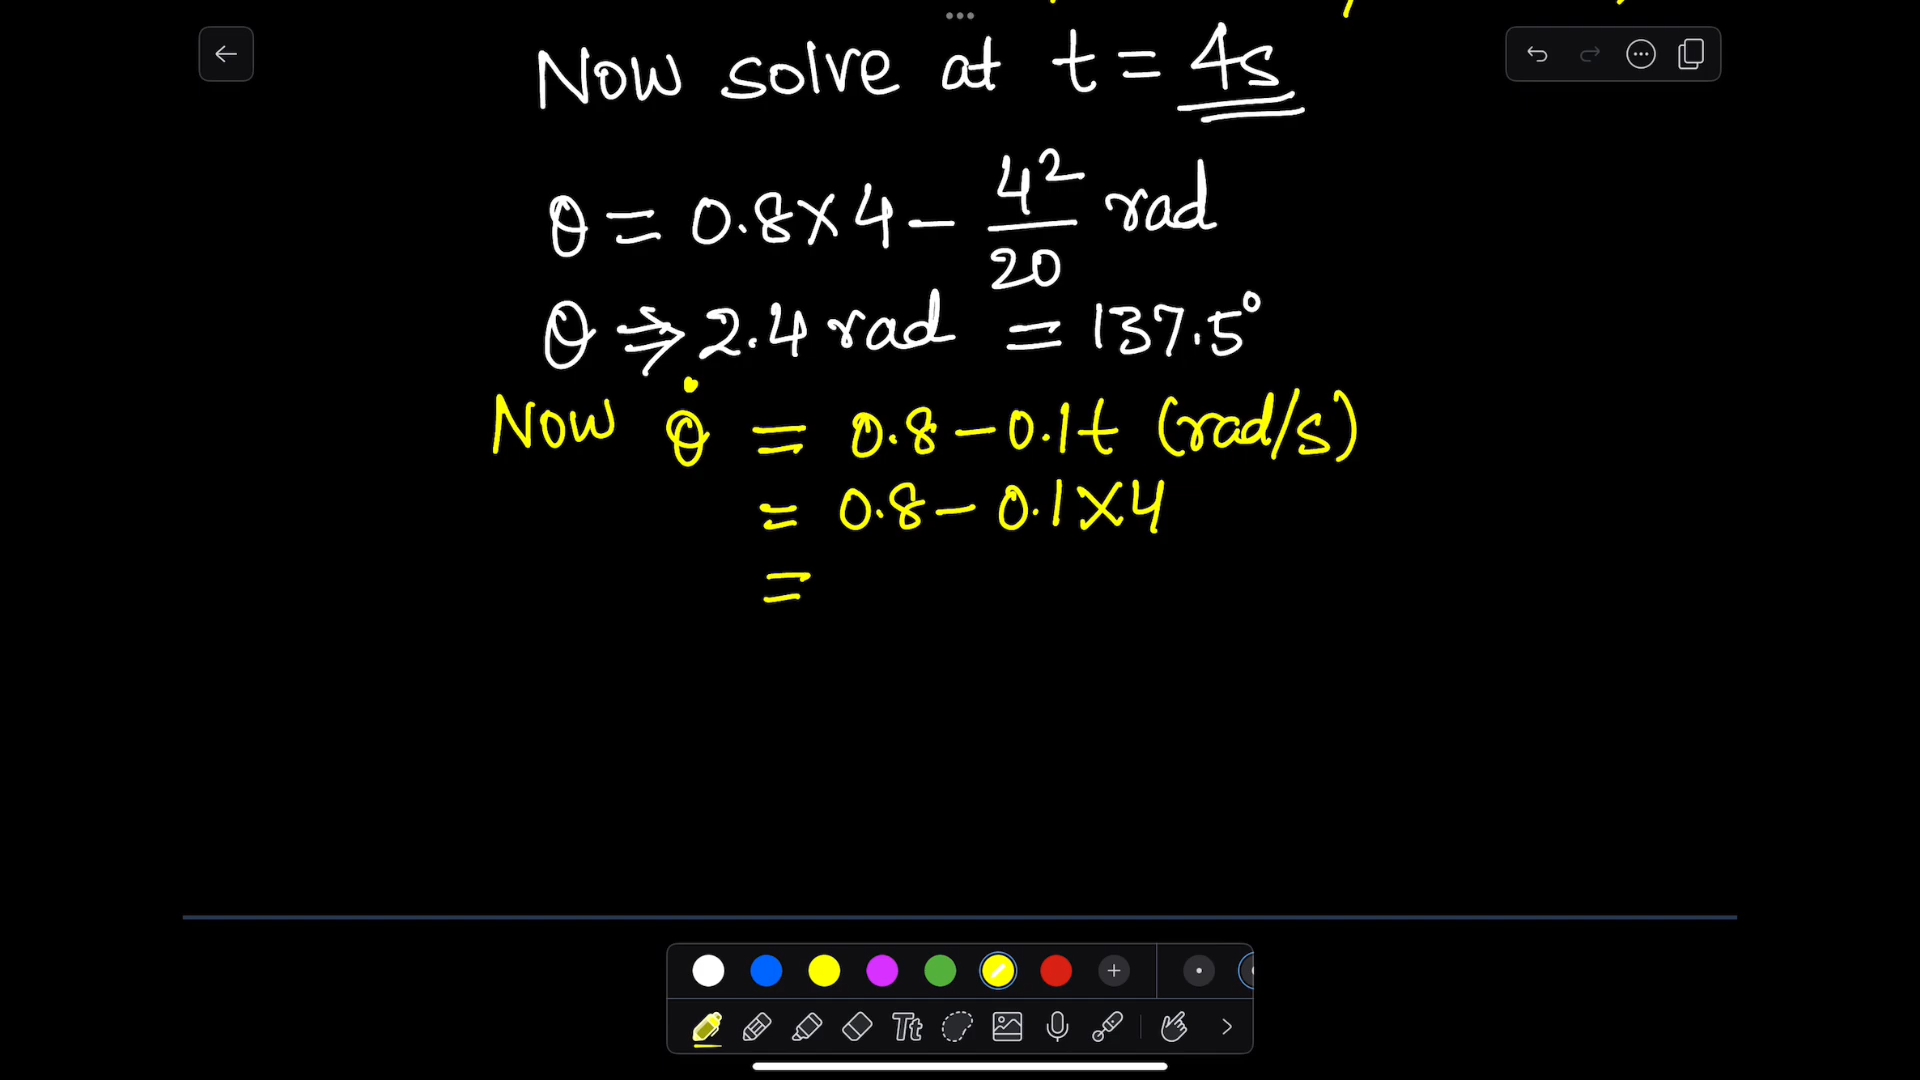 Now solve at t = 4s
θ = 0.8×4 − 4²/20 rad
θ ⇒ 2.4 rad = 137.5°
Now θ̇ = 0.8 − 0.1t (rad/s)
= 0.8 − 0.1×4
=
Tt